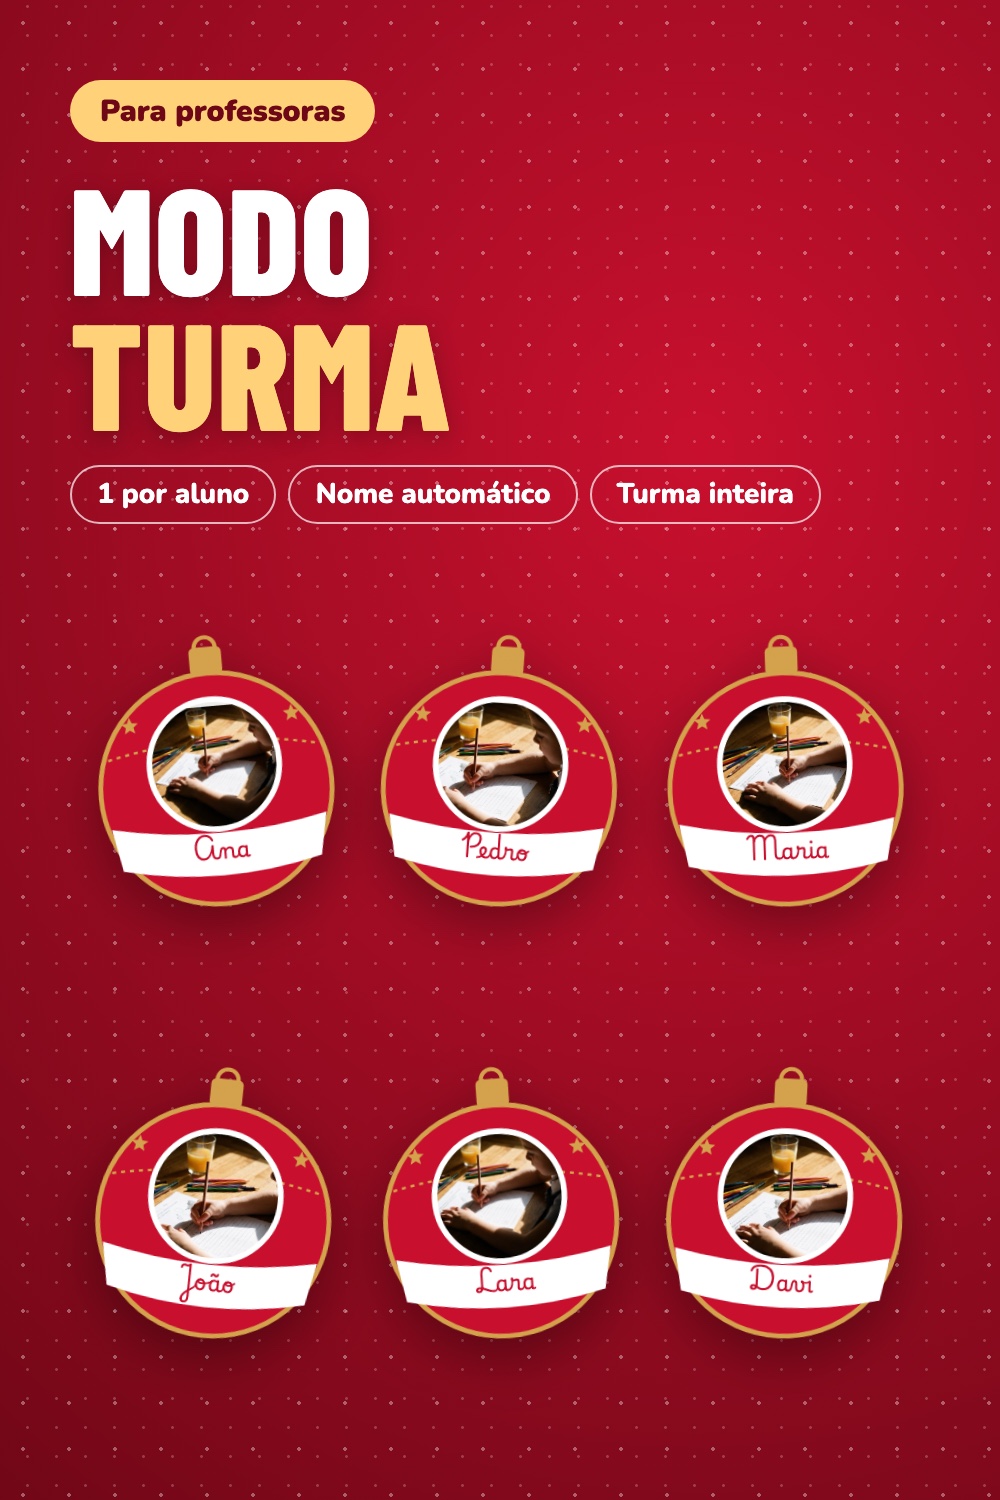 Para professoras
MODO
TURMA
1 por aluno
Nome automático
Turma inteira
Ana
Pedro
Maria
João
Lara
Davi